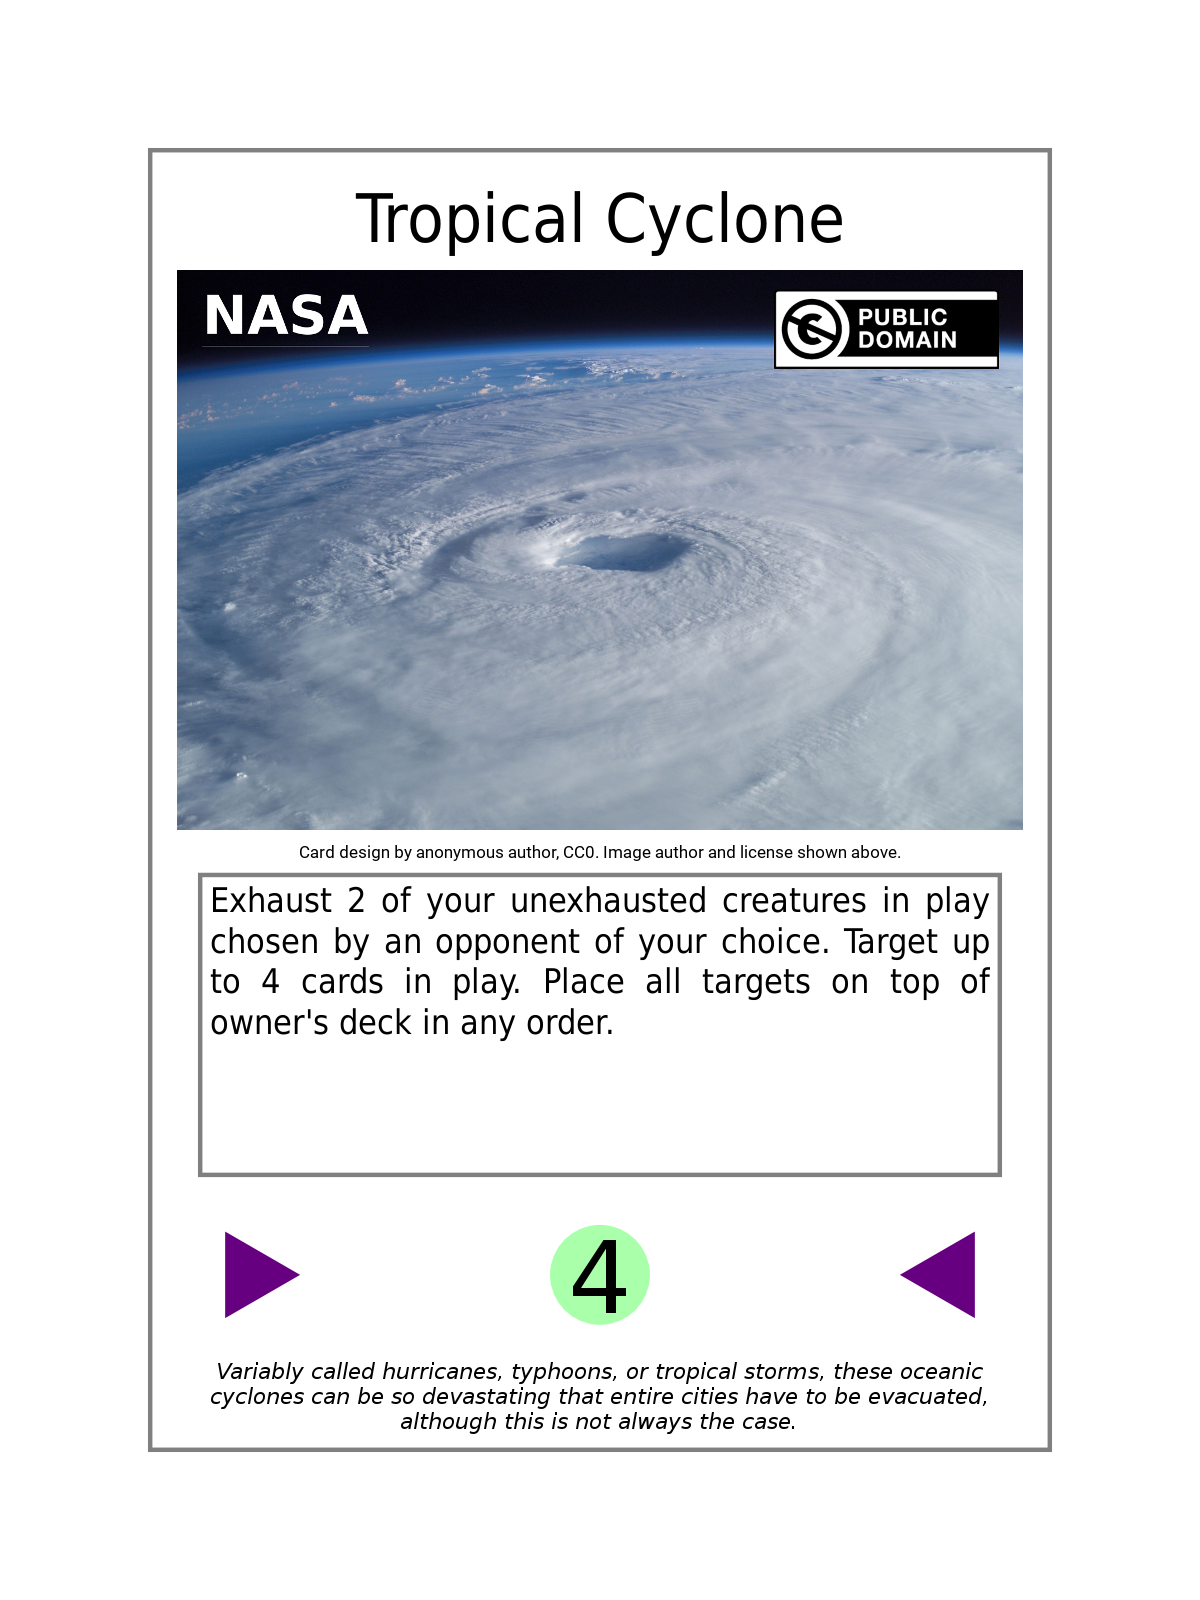 Tropical Cyclone
NASA
PUBLIC
DOMAIN
Card design by anonymous author, CC0. Image author and license shown above.
Exhaust 2 of your unexhausted creatures in play
chosen by an opponent of your choice. Target up
to 4 cards in play. Place all targets on top of
owner's deck in any order.
4
Variably called hurricanes, typhoons, or tropical storms, these oceanic
cyclones can be so devastating that entire cities have to be evacuated,
although this is not always the case.